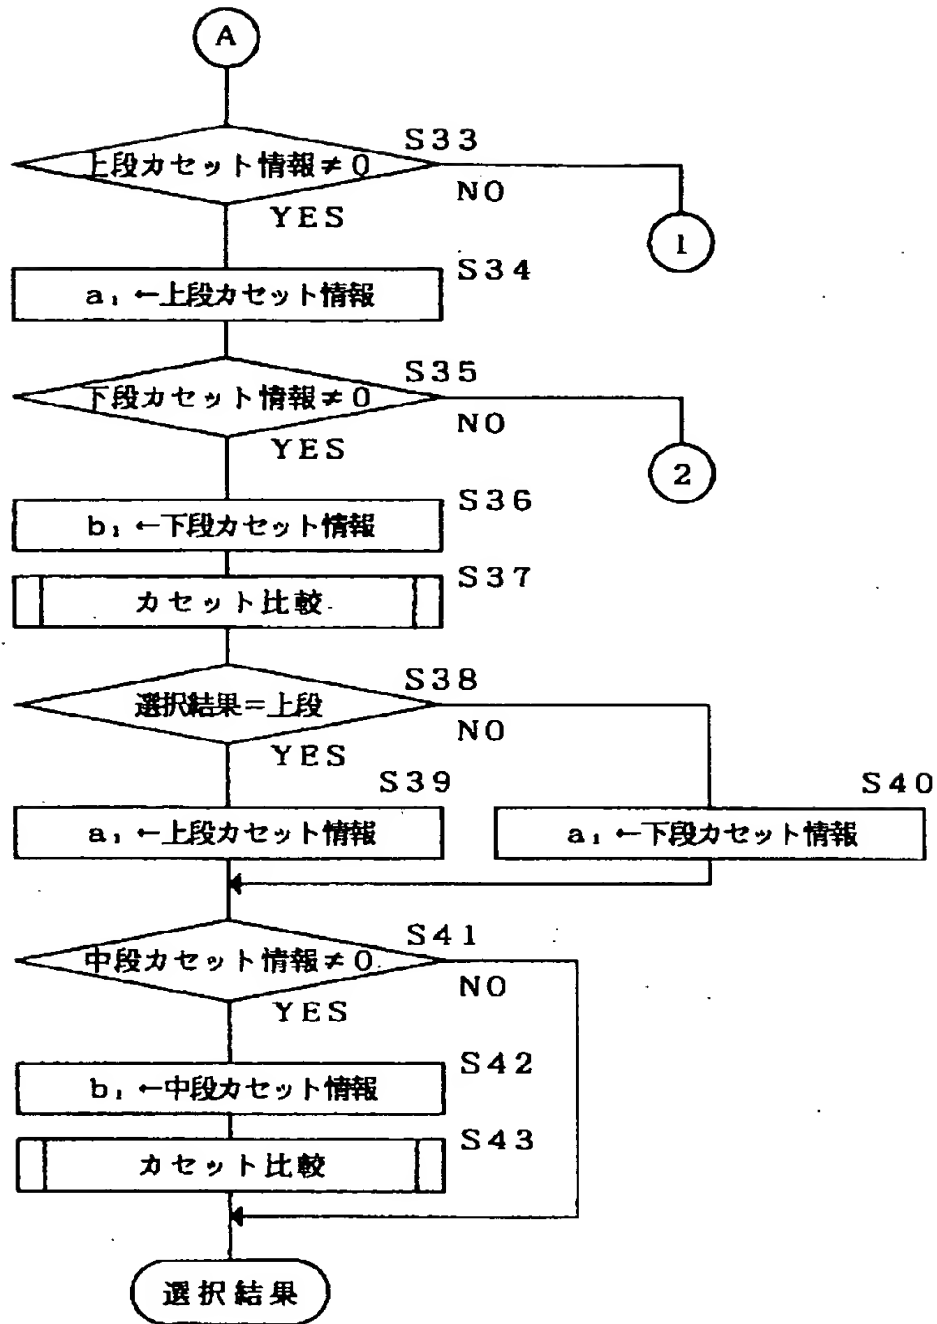 A
S33
上段カセット情報≠0
NO
YES
1
S34
a₁←上段カセット情報
S35
下段カセット情報≠0
NO
YES
2
S36
b₁←下段カセット情報
S37
カセット比較
S38
選択結果=上段
NO
YES
S39
S40
a₁←上段カセット情報
a₁←下段カセット情報
S41
中段カセット情報≠0
NO
YES
S42
b₁←中段カセット情報
S43
カセット比較
選択結果